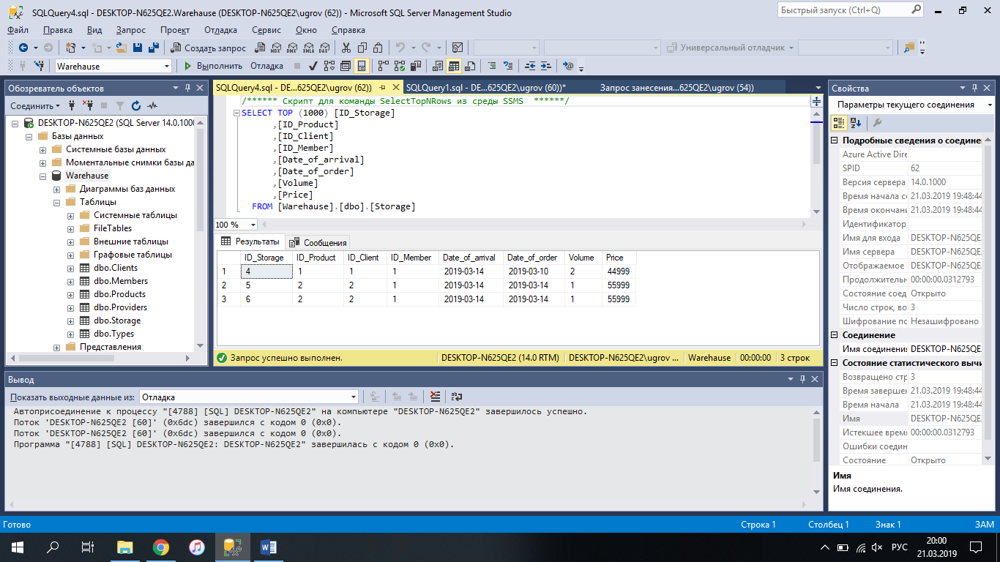 SQLQuery4.sql - DESKTOP-N625QE2.Warehause (DESKTOP-N625QE2\ugrov (62)) - Microsoft SQL Server Management Studio
Быстрый запуск (Ctrl+Q)
Файл Правка Вид Запрос Проект Отладка Сервис Окно Справка
Создать запрос MDX DMX XMLA DAX Универсальный отладчик
Warehause Выполнить Отладка
Обозреватель объектов
Соединить
DESKTOP-N625QE2 (SQL Server 14.0.1000
Базы данных
Системные базы данных
Моментальные снимки базы да
Warehause
Диаграммы баз данных
Таблицы
Системные таблицы
FileTables
Внешние таблицы
Графовые таблицы
dbo.Clients
dbo.Members
dbo.Products
dbo.Providers
dbo.Storage
dbo.Types
Представления
SQLQuery4.sql - DE...625QE2\ugrov (62)) SQLQuery1.sql - DE...625QE2\ugrov (60))* Запрос занесения...625QE2\ugrov (54))
/****** Скрипт для команды SelectTopNRows из среды SSMS ******/
SELECT TOP (1000) [ID_Storage]
,[ID_Product]
,[ID_Client]
,[ID_Member]
,[Date_of_arrival]
,[Date_of_order]
,[Volume]
,[Price]
FROM [Warehause].[dbo].[Storage]
100 %
Результаты Сообщения
ID_Storage ID_Product ID_Client ID_Member Date_of_arrival Date_of_order Volume Price
1 4 1 1 1 2019-03-14 2019-03-10 2 44999
2 5 2 2 1 2019-03-14 2019-03-14 1 55999
3 6 2 2 1 2019-03-14 2019-03-14 1 55999
Запрос успешно выполнен. DESKTOP-N625QE2 (14.0 RTM) DESKTOP-N625QE2\ugrov ... Warehause 00:00:00 3 строк
Свойства
Параметры текущего соединения
Подробные сведения о соедине
Azure Active Dire
SPID 62
Версия сервера 14.0.1000
Время начала со 21.03.2019 19:48:44
Время окончани 21.03.2019 19:48:44
Идентификатор
Имя для входа DESKTOP-N625QE
Имя сервера DESKTOP-N625QE
Отображаемое DESKTOP-N625QE
Продолжительн 00:00:00.0312793
Состояние соед Открыто
Число строк, во 3
Шифрование по Незашифровано
Соединение
Имя соединения DESKTOP-N625QE
Состояние статистического вычи
Возвращено стр 3
Время завершен 21.03.2019 19:48:44
Время начала 21.03.2019 19:48:44
Имя DESKTOP-N625QE
Истекшее время 00:00:00.0312793
Ошибки соедин
Состояние Открыто
Имя
Имя соединения.
Вывод
Показать выходные данные из: Отладка
Автоприсоединение к процессу "[4788] [SQL] DESKTOP-N625QE2" на компьютере "DESKTOP-N625QE2" завершилось успешно.
Поток 'DESKTOP-N625QE2 [60]' (0x6dc) завершился с кодом 0 (0x0).
Поток 'DESKTOP-N625QE2 [60]' (0x6dc) завершился с кодом 0 (0x0).
Программа "[4788] [SQL] DESKTOP-N625QE2: DESKTOP-N625QE2" завершилась с кодом 0 (0x0).
Готово Строка 1 Столбец 1 Знак 1 ЗАМ
РУС 20:00
21.03.2019